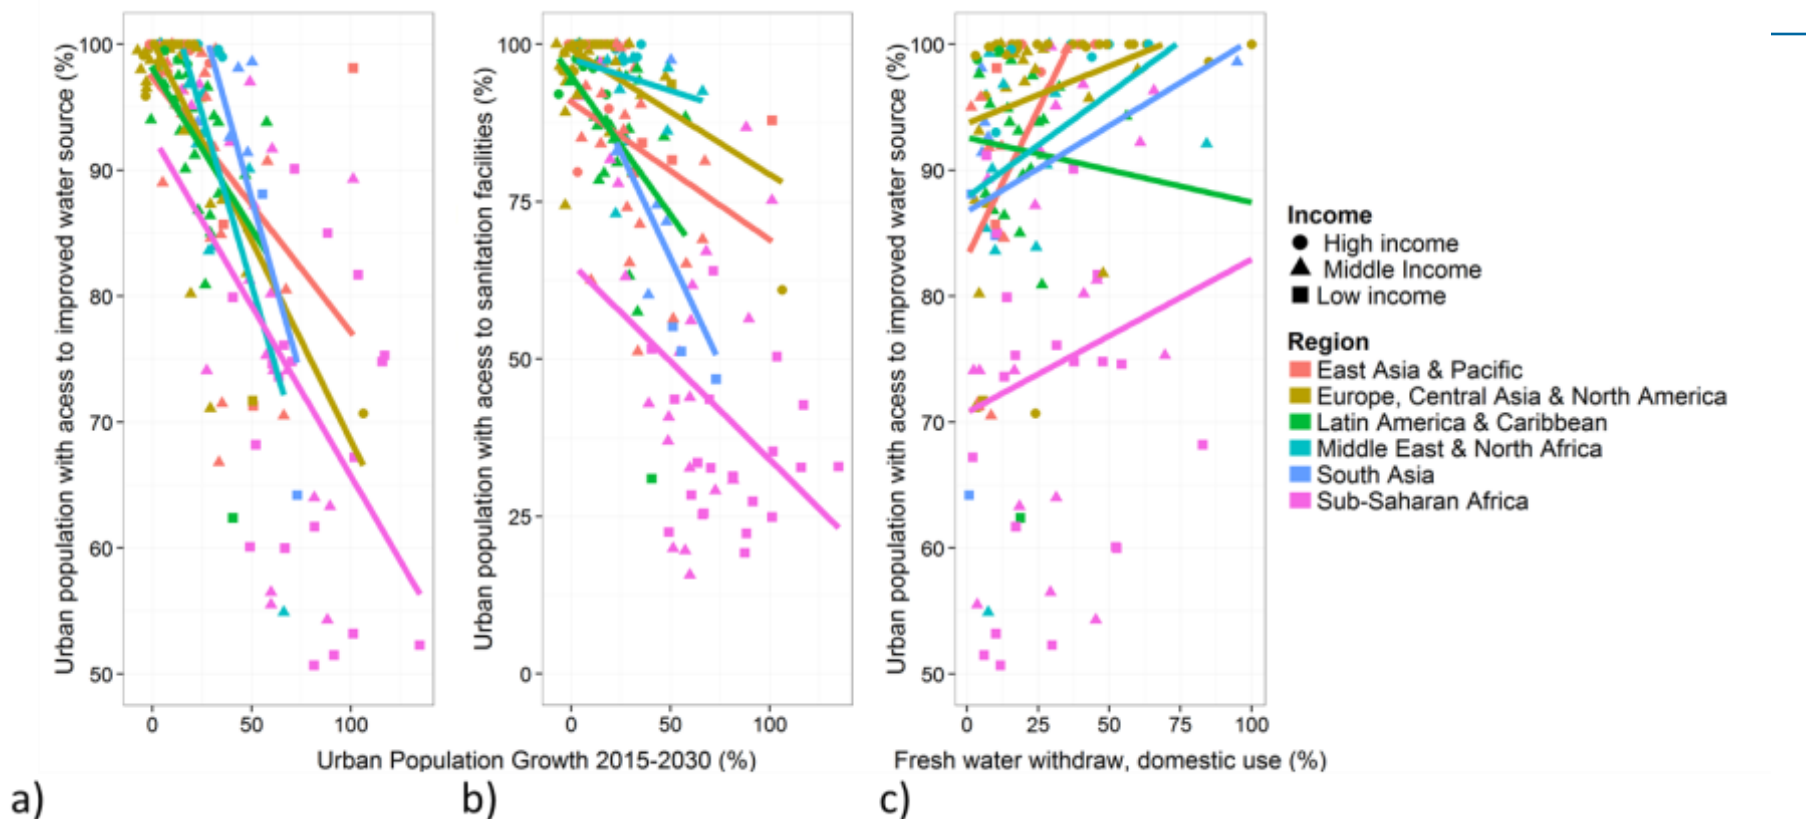 Urban population with acess to improved water source (%)
100
90
80
70
60
50
0
50
100
Urban population with acess to sanitation facilities (%)
100
75
50
25
0
0
50
100
Urban Population Growth 2015-2030 (%)
Urban population with acess to improved water source (%)
100
90
80
70
60
50
0
25
50
75
100
Fresh water withdraw, domestic use (%)
Income
High income
Middle Income
Low income
Region
East Asia & Pacific
Europe, Central Asia & North America
Latin America & Caribbean
Middle East & North Africa
South Asia
Sub-Saharan Africa
a)
b)
c)